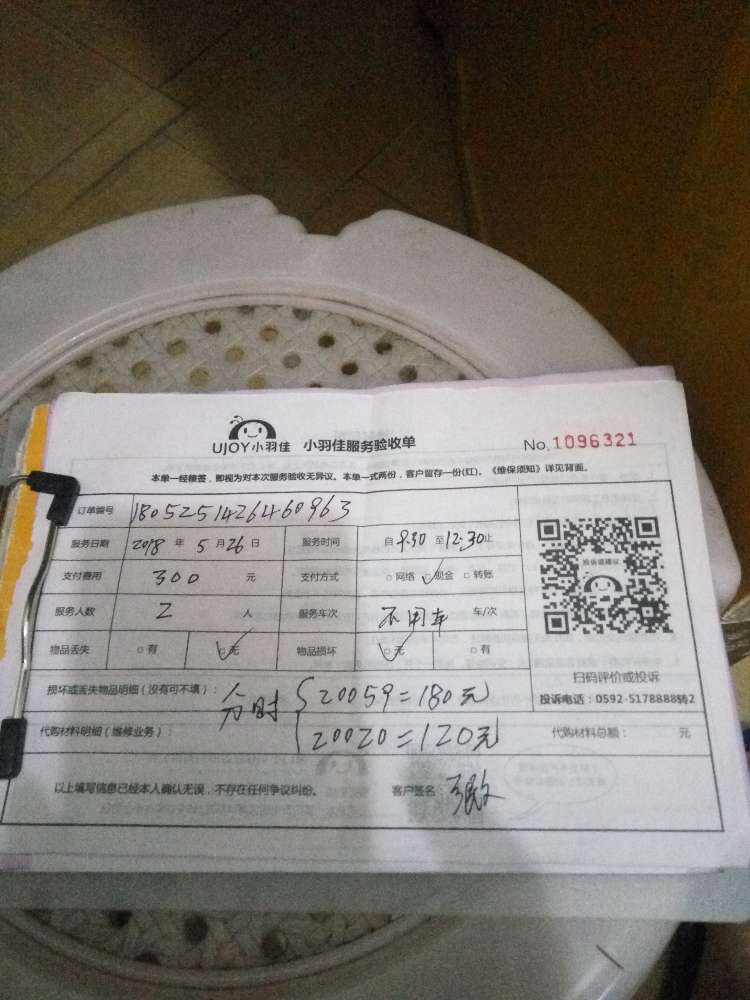 UJOY小羽佳 小羽佳服务验收单 No.1096321
本单一经接签，即视为对本次服务验收无异议。本单一式两份，客户留存一份(红)。《维保须知》详见背面。
订单编号 1805251426460963
服务日期 2018 年 5 月 26 日 服务时间 自 9:30 至 12:30 止
支付费用 300 元 支付方式 □网络 ☑现金 □转账
服务人数 2 人 服务车次 不用车 车/次
物品丢失 □有 ☑无 物品损坏 ☑无 □有
投诉或建议
扫码评价或投诉
投诉电话：0592-5178888转2
损坏或丢失物品明细（没有可不填）：
分时 20059=180元
20020=120元
代购材料明细（维修业务）： 代购材料总额： 元
以上填写信息已经本人确认无误，不存在任何争议纠纷。 客户签名：